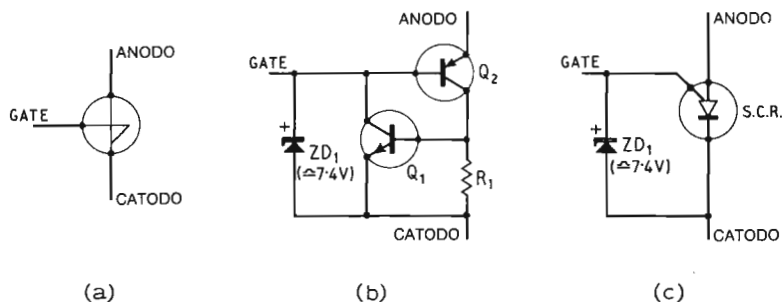 ANODO
GATE
CATODO
(a)
ANODO
GATE
Q2
+
ZD1
(≏7·4V)
Q1
R1
CATODO
(b)
ANODO
GATE
S.C.R.
+
ZD1
(≏7·4V)
CATODO
(c)